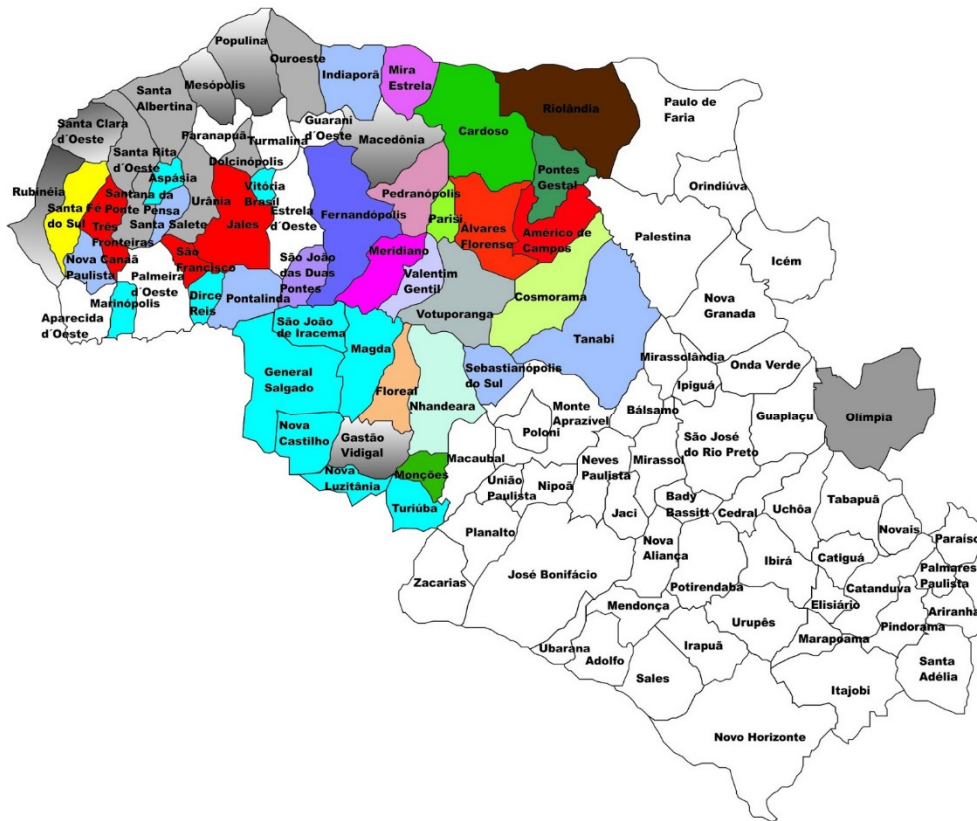 Populina
Ouroeste
Indiaporã
Mira
Estrela
Mesópolis
Santa
Albertina
Riolândia
Paulo de
Faria
Santa Clara
d´Oeste
Guarani
d´Oeste
Cardoso
Paranapuã
Turmalina
Macedônia
Santa Rita
d´Oeste
Dolcinópolis
Aspásia
Pontes
Gestal
Orindiúva
Rubinéia
Santa Fé
do Sul
Santana da
Ponte Pensa
Urânia
Vitória
Brasil
Pedranópolis
Estrela
d´Oeste
Fernandópolis
Parisi
Álvares
Florense
Américo de
Campos
Três
Fronteiras
Santa Salete
Jales
Palestina
Icém
Nova Canaã
Paulista
São
Francisco
Meridiano
São João
das Duas
Pontes
Valentim
Gentil
Palmeira
d´Oeste
Dirce
Reis
Pontalinda
Marinópolis
Cosmorama
Nova
Granada
Aparecida
d´Oeste
Votuporanga
São João
de Iracema
Tanabi
Magda
Mirassolândia
Onda Verde
General
Salgado
Sebastianópolis
do Sul
Ipiguá
Floreal
Nhandeara
Monte
Aprazível
Bálsamo
Guaplaçu
Olímpia
Nova
Castilho
Poloni
São José
do Rio Preto
Gastão
Vidigal
Macaubal
Neves
Paulista
Mirassol
Nova
Luzitânia
Monções
União
Paulista
Nipoã
Bady
Bassitt
Tabapuã
Turiúba
Jaci
Cedral
Uchôa
Novais
Planalto
Nova
Aliança
Paraíso
Ibirá
Catiguá
Zacarias
José Bonifácio
Potirendaba
Catanduva
Palmares
Paulista
Mendonça
Elisiário
Ariranha
Urupês
Pindorama
Ubarana
Irapuã
Marapoama
Adolfo
Santa
Adélia
Sales
Itajobi
Novo Horizonte